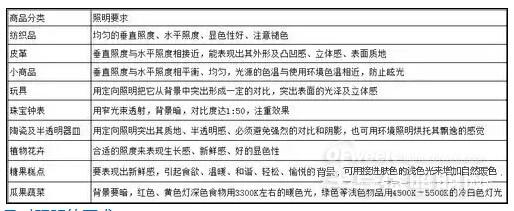 商品分类 照明要求
纺织品 均匀的垂直照度、水平照度、显色性好、注意褪色
皮革 垂直照度与水平照度相接近，能表现出其外形及凸凹感、立体感、表面质地
小商品 垂直照度与水平照度相平衡、均匀，光源的色温与使用环境色温相近，防止眩光
玩具 用定向照明把它从背景中突出形成一定的对比，突出表面的光泽及立体感
珠宝钟表 用窄光束透射，背景暗，对比度达1:50，注重效果
陶瓷及半透明器皿 用定向照明突出其质地、半透明感、必须避免强烈的对比和阴影，也可用环境照明烘托其飘逸的感觉
植物花卉 合适的照度来表现生长感、新鲜感、好的显色性
糖果糕点 要表现出新鲜感，引起食欲、温暖、和谐、轻松、愉悦的背景，可用接进肤色的浅色光来增加自然颜色
瓜果蔬菜 背景要暗，红色、黄色灯深色食物用3300K左右的暖色光，绿色等浅色物品用4500K－5500K的冷白色灯光